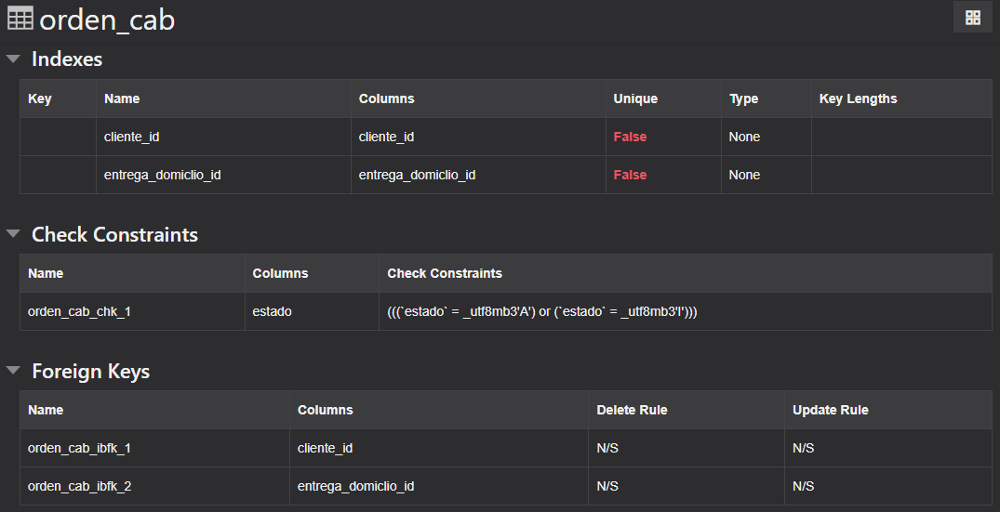 orden_cab
Indexes
Key Name Columns Unique Type Key Lengths
cliente_id cliente_id False None
entrega_domiclio_id entrega_domiclio_id False None
Check Constraints
Name Columns Check Constraints
orden_cab_chk_1 estado (((`estado` = _utf8mb3'A') or (`estado` = _utf8mb3'I')))
Foreign Keys
Name Columns Delete Rule Update Rule
orden_cab_ibfk_1 cliente_id N/S N/S
orden_cab_ibfk_2 entrega_domiclio_id N/S N/S